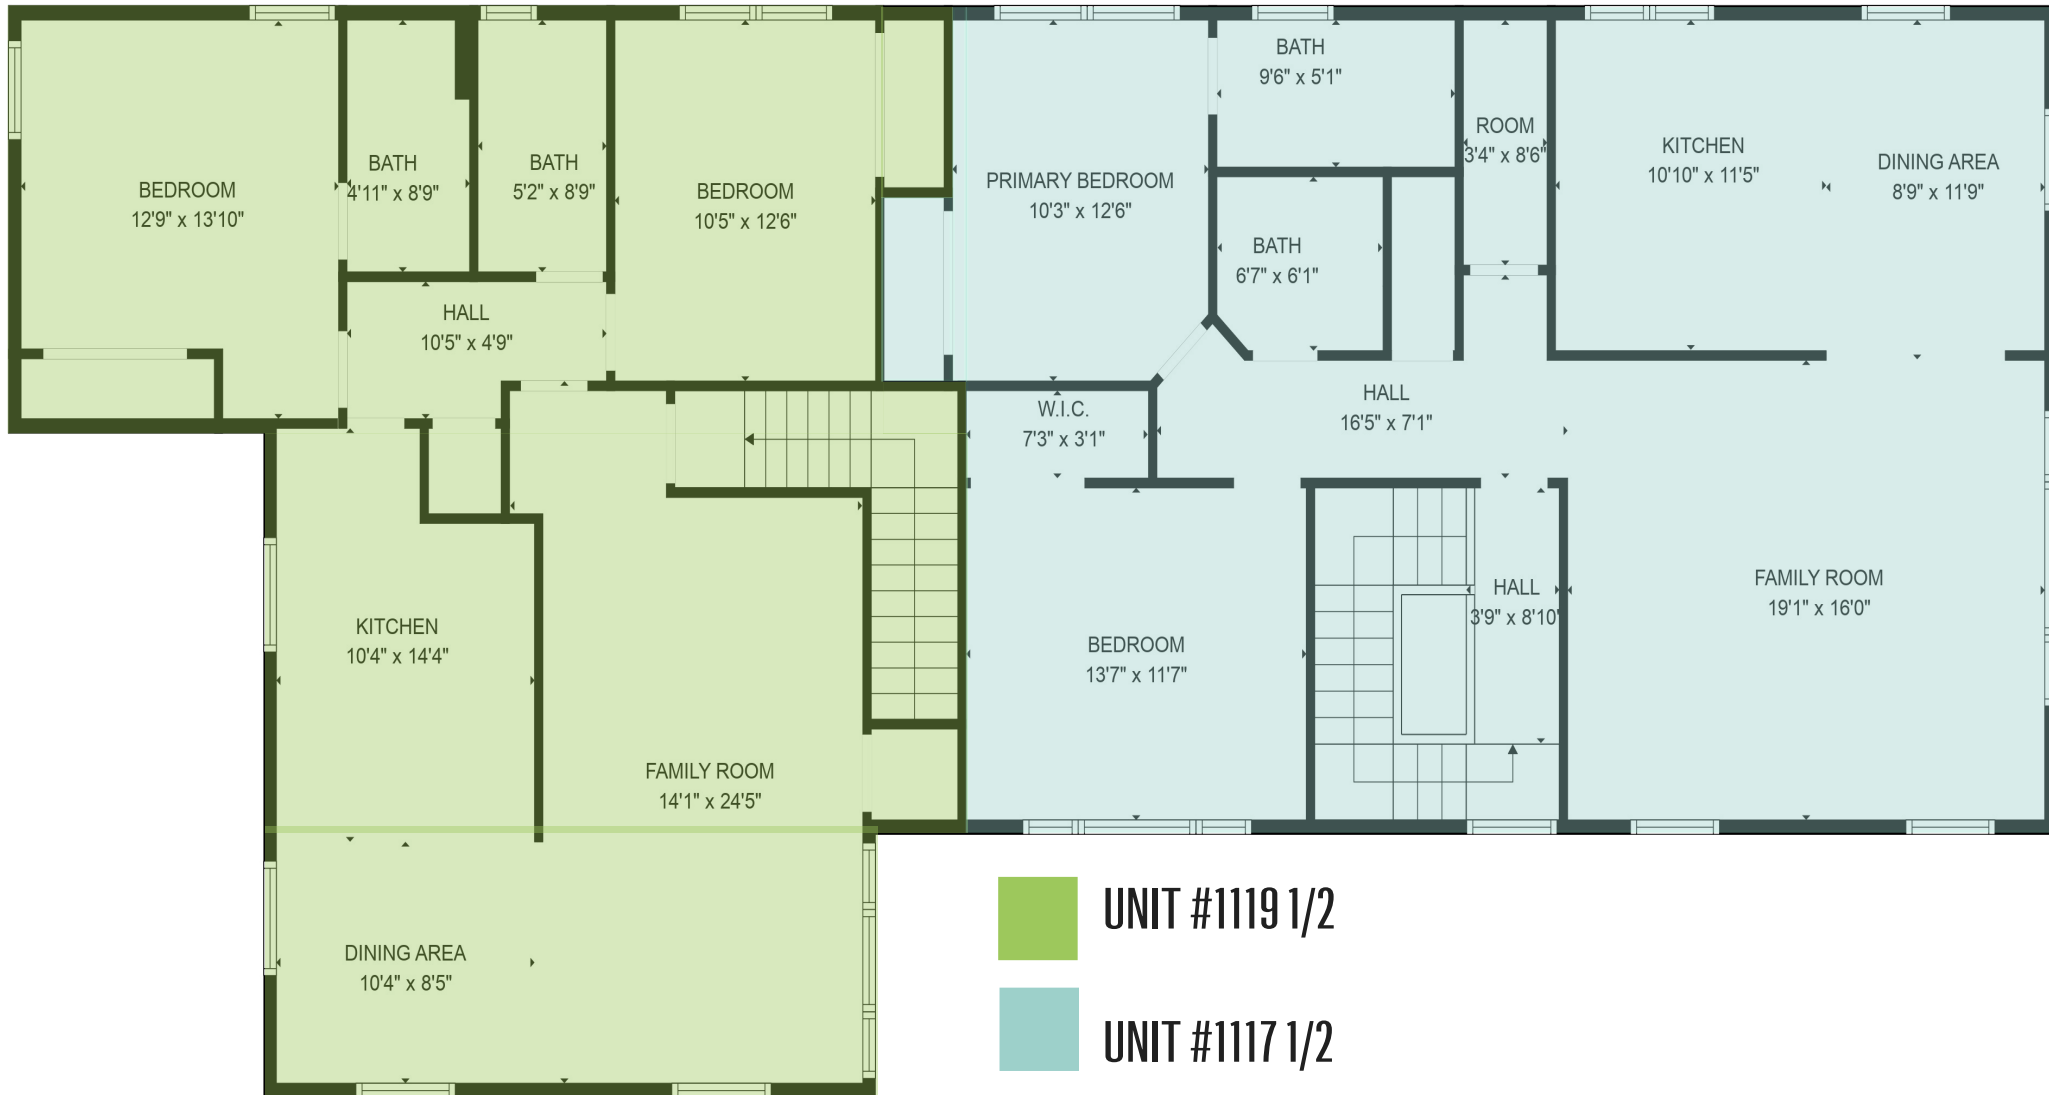 BEDROOM
12'9" x 13'10"
BATH
4'11" x 8'9"
BATH
5'2" x 8'9"
BEDROOM
10'5" x 12'6"
HALL
10'5" x 4'9"
KITCHEN
10'4" x 14'4"
FAMILY ROOM
14'1" x 24'5"
DINING AREA
10'4" x 8'5"
PRIMARY BEDROOM
10'3" x 12'6"
BATH
9'6" x 5'1"
ROOM
3'4" x 8'6"
KITCHEN
10'10" x 11'5"
DINING AREA
8'9" x 11'9"
BATH
6'7" x 6'1"
W.I.C.
7'3" x 3'1"
HALL
16'5" x 7'1"
BEDROOM
13'7" x 11'7"
HALL
3'9" x 8'10"
FAMILY ROOM
19'1" x 16'0"
UNIT #1119 1/2
UNIT #1117 1/2